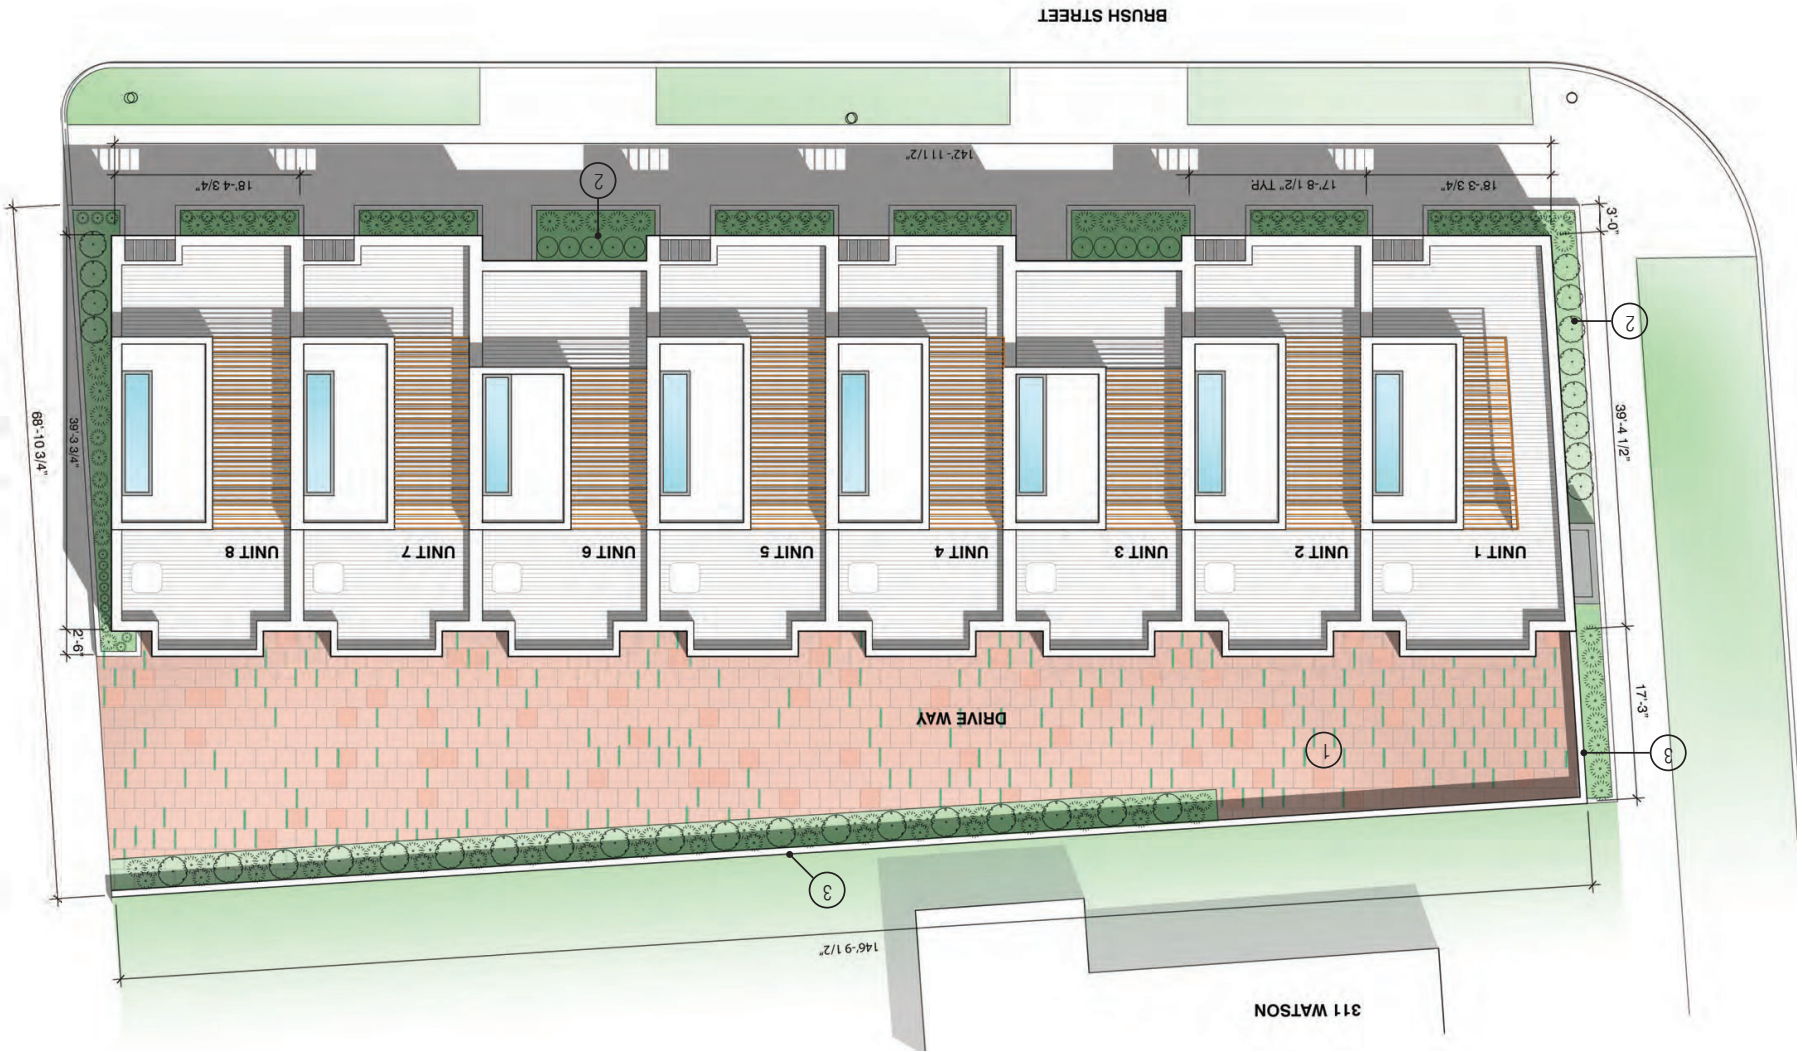 311 WATSON
146'-9 1/2"
3
3
1
DRIVE WAY
17'-3"
2'-6"
UNIT 1
UNIT 2
UNIT 3
UNIT 4
UNIT 5
UNIT 6
UNIT 7
UNIT 8
39'-4 1/2"
39'-3 3/4"
68'-10 3/4"
2
3'-0"
18'-3 3/4"
17'-8 1/2" TYP.
2
18'-4 3/4"
142'-11 1/2"
BRUSH STREET